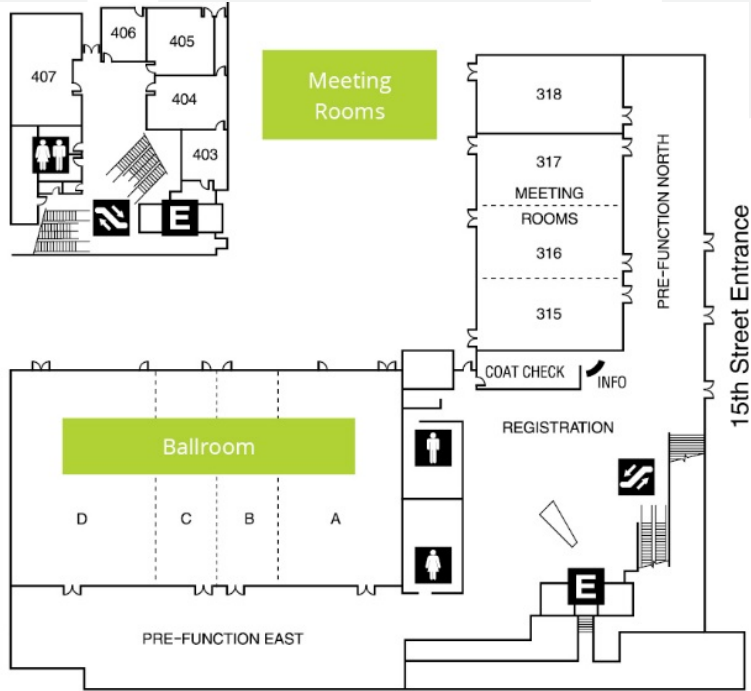 406
405
407
404
403
E
Meeting
Rooms
318
317
MEETING
ROOMS
316
315
PRE-FUNCTION NORTH
15th Street Entrance
COAT CHECK
INFO
REGISTRATION
Ballroom
D
C
B
A
E
PRE-FUNCTION EAST